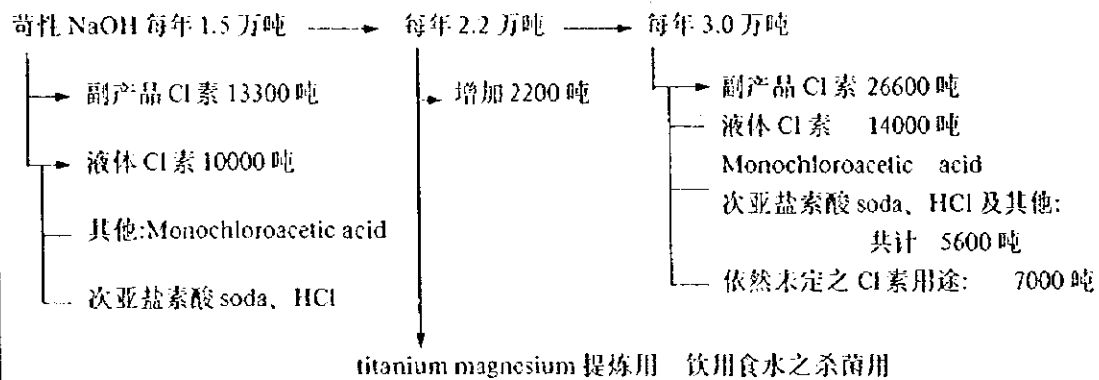 苛性 NaOH 每年 1.5 万吨 每年 2.2 万吨 每年 3.0 万吨
副产品 Cl 素 13300 吨 增加 2200 吨 副产品 Cl 素 26600 吨
液体 Cl 素 14000 吨
液体 Cl 素 10000 吨 Monochloroacetic acid
次亚盐素酸 soda、HCl 及其他:
其他:Monochloroacetic acid 共计 5600 吨
次亚盐素酸 soda、HCl 依然未定之 Cl 素用途: 7000 吨
titanium magnesium 提炼用 饮用食水之杀菌用